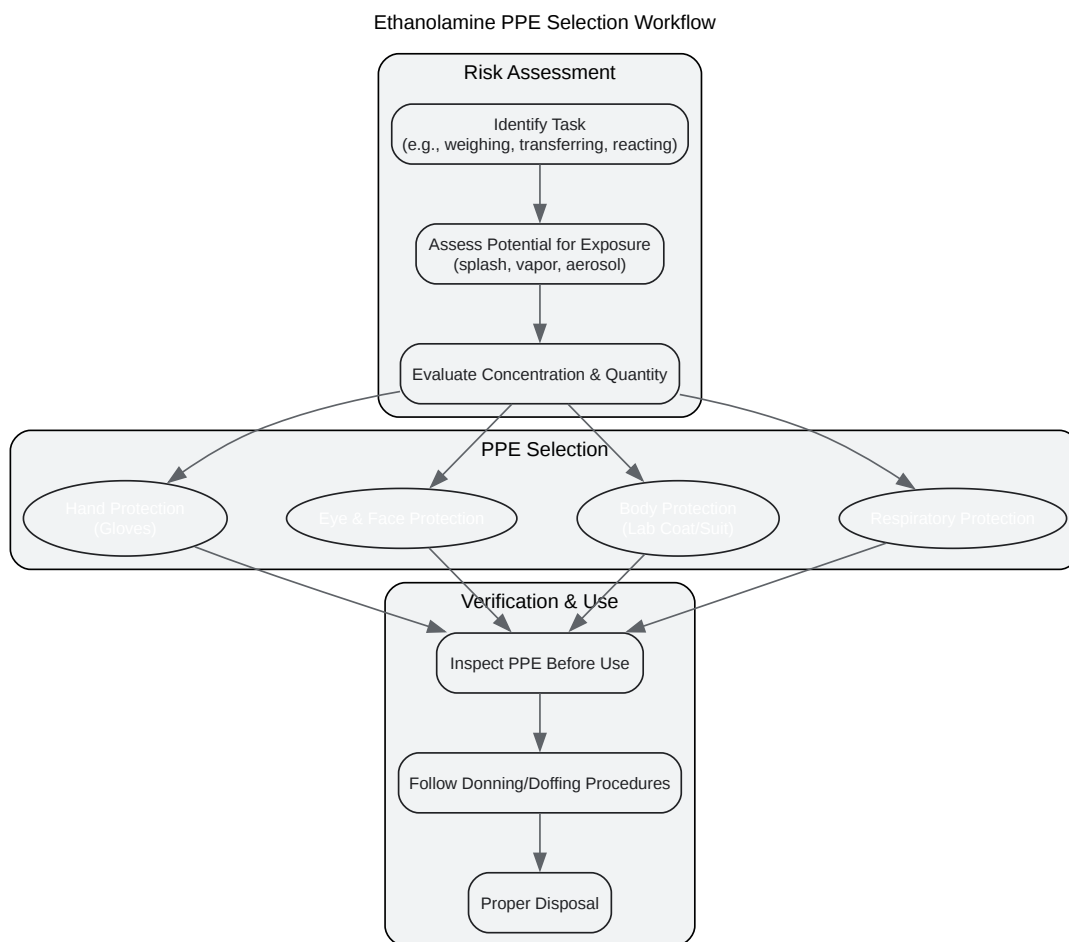 Ethanolamine PPE Selection Workflow
Risk Assessment
Identify Task
(e.g., weighing, transferring, reacting)
Assess Potential for Exposure
(splash, vapor, aerosol)
Evaluate Concentration & Quantity
PPE Selection
Hand Protection
(Gloves)
Eye & Face Protection
Body Protection
(Lab Coat/Suit)
Respiratory Protection
Verification & Use
Inspect PPE Before Use
Follow Donning/Doffing Procedures
Proper Disposal